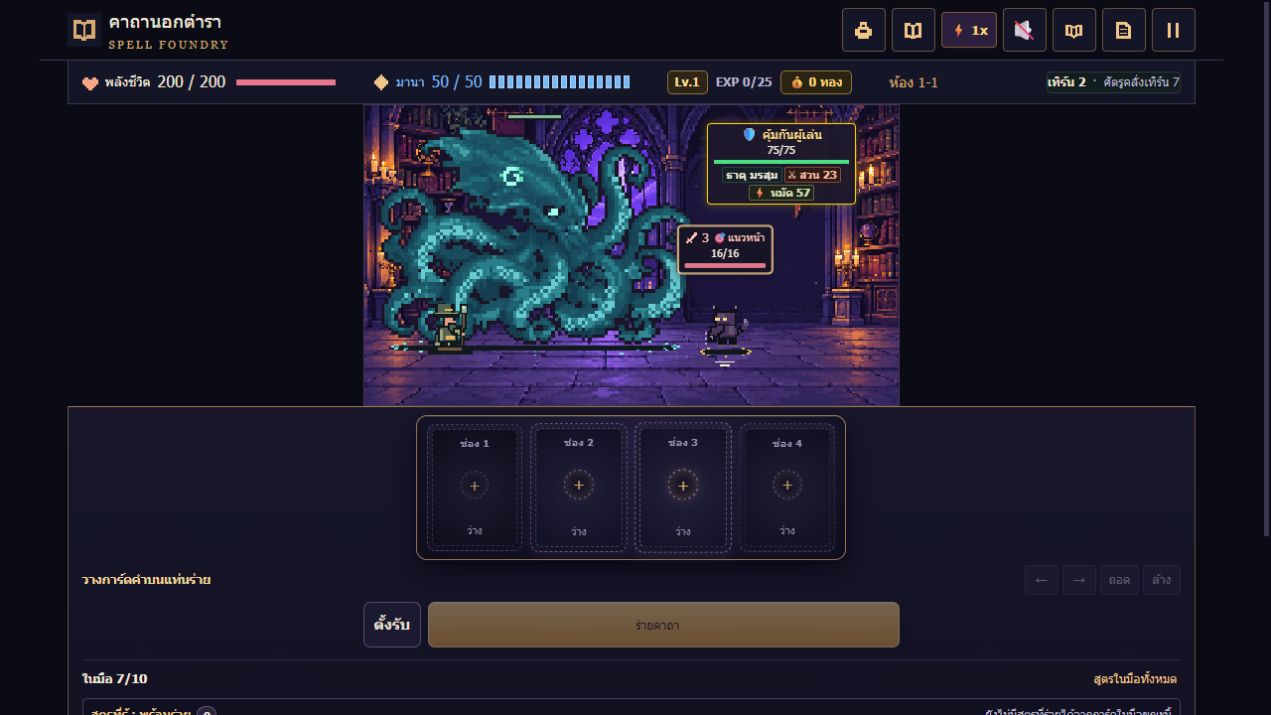 คาถานอกตำรา
SPELL FOUNDRY
1x
พลังชีวิต 200 / 200
มานา 50 / 50
Lv.1
EXP 0/25
0 ทอง
ห้อง 1-1
เทิร์น 2 · ศัตรูคลั่งเทิร์น 7
คุ้มกันผู้เล่น
75/75
ธาตุ มรสุม
สวน 23
หมัด 57
3 แนวหน้า
16/16
ช่อง 1
ช่อง 2
ช่อง 3
ช่อง 4
+
+
+
+
ว่าง
ว่าง
ว่าง
ว่าง
วางการ์ดคำบนแท่นร่าย
←
→
ถอด
ล้าง
ตั้งรับ
ร่ายคาถา
ในมือ 7/10
สูตรในมือทั้งหมด